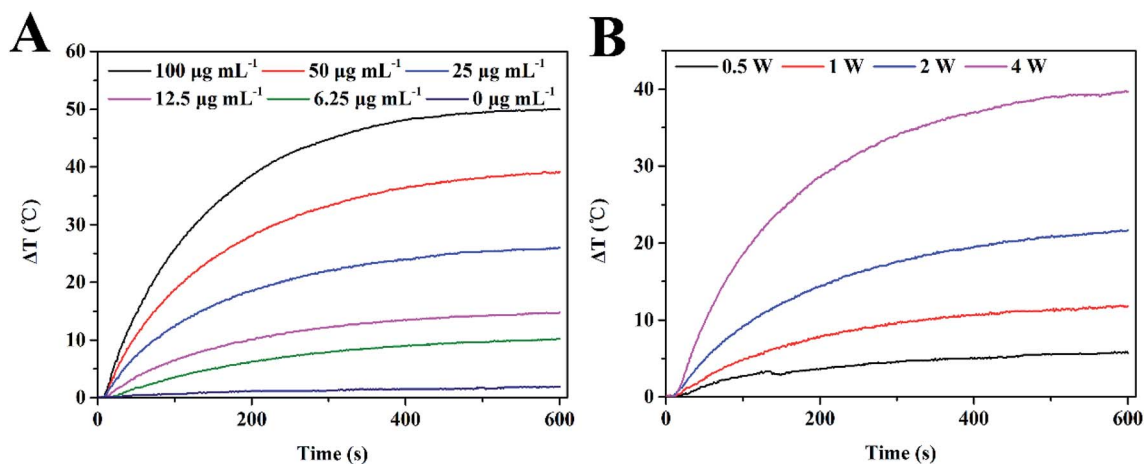 A
B
100 μg mL⁻¹ 50 μg mL⁻¹ 25 μg mL⁻¹
12.5 μg mL⁻¹ 6.25 μg mL⁻¹ 0 μg mL⁻¹
60
50
40
30
20
10
0
ΔT (℃)
0 200 400 600
Time (s)
0.5 W 1 W 2 W 4 W
40
30
20
10
0
ΔT (℃)
0 200 400 600
Time (s)